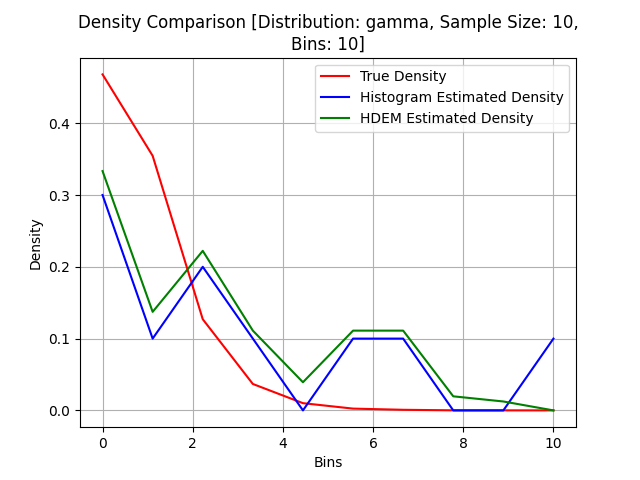 Density Comparison [Distribution: gamma, Sample Size: 10,
Bins: 10]
True Density
Histogram Estimated Density
HDEM Estimated Density
Density
0.4
0.3
0.2
0.1
0.0
0 2 4 6 8 10
Bins